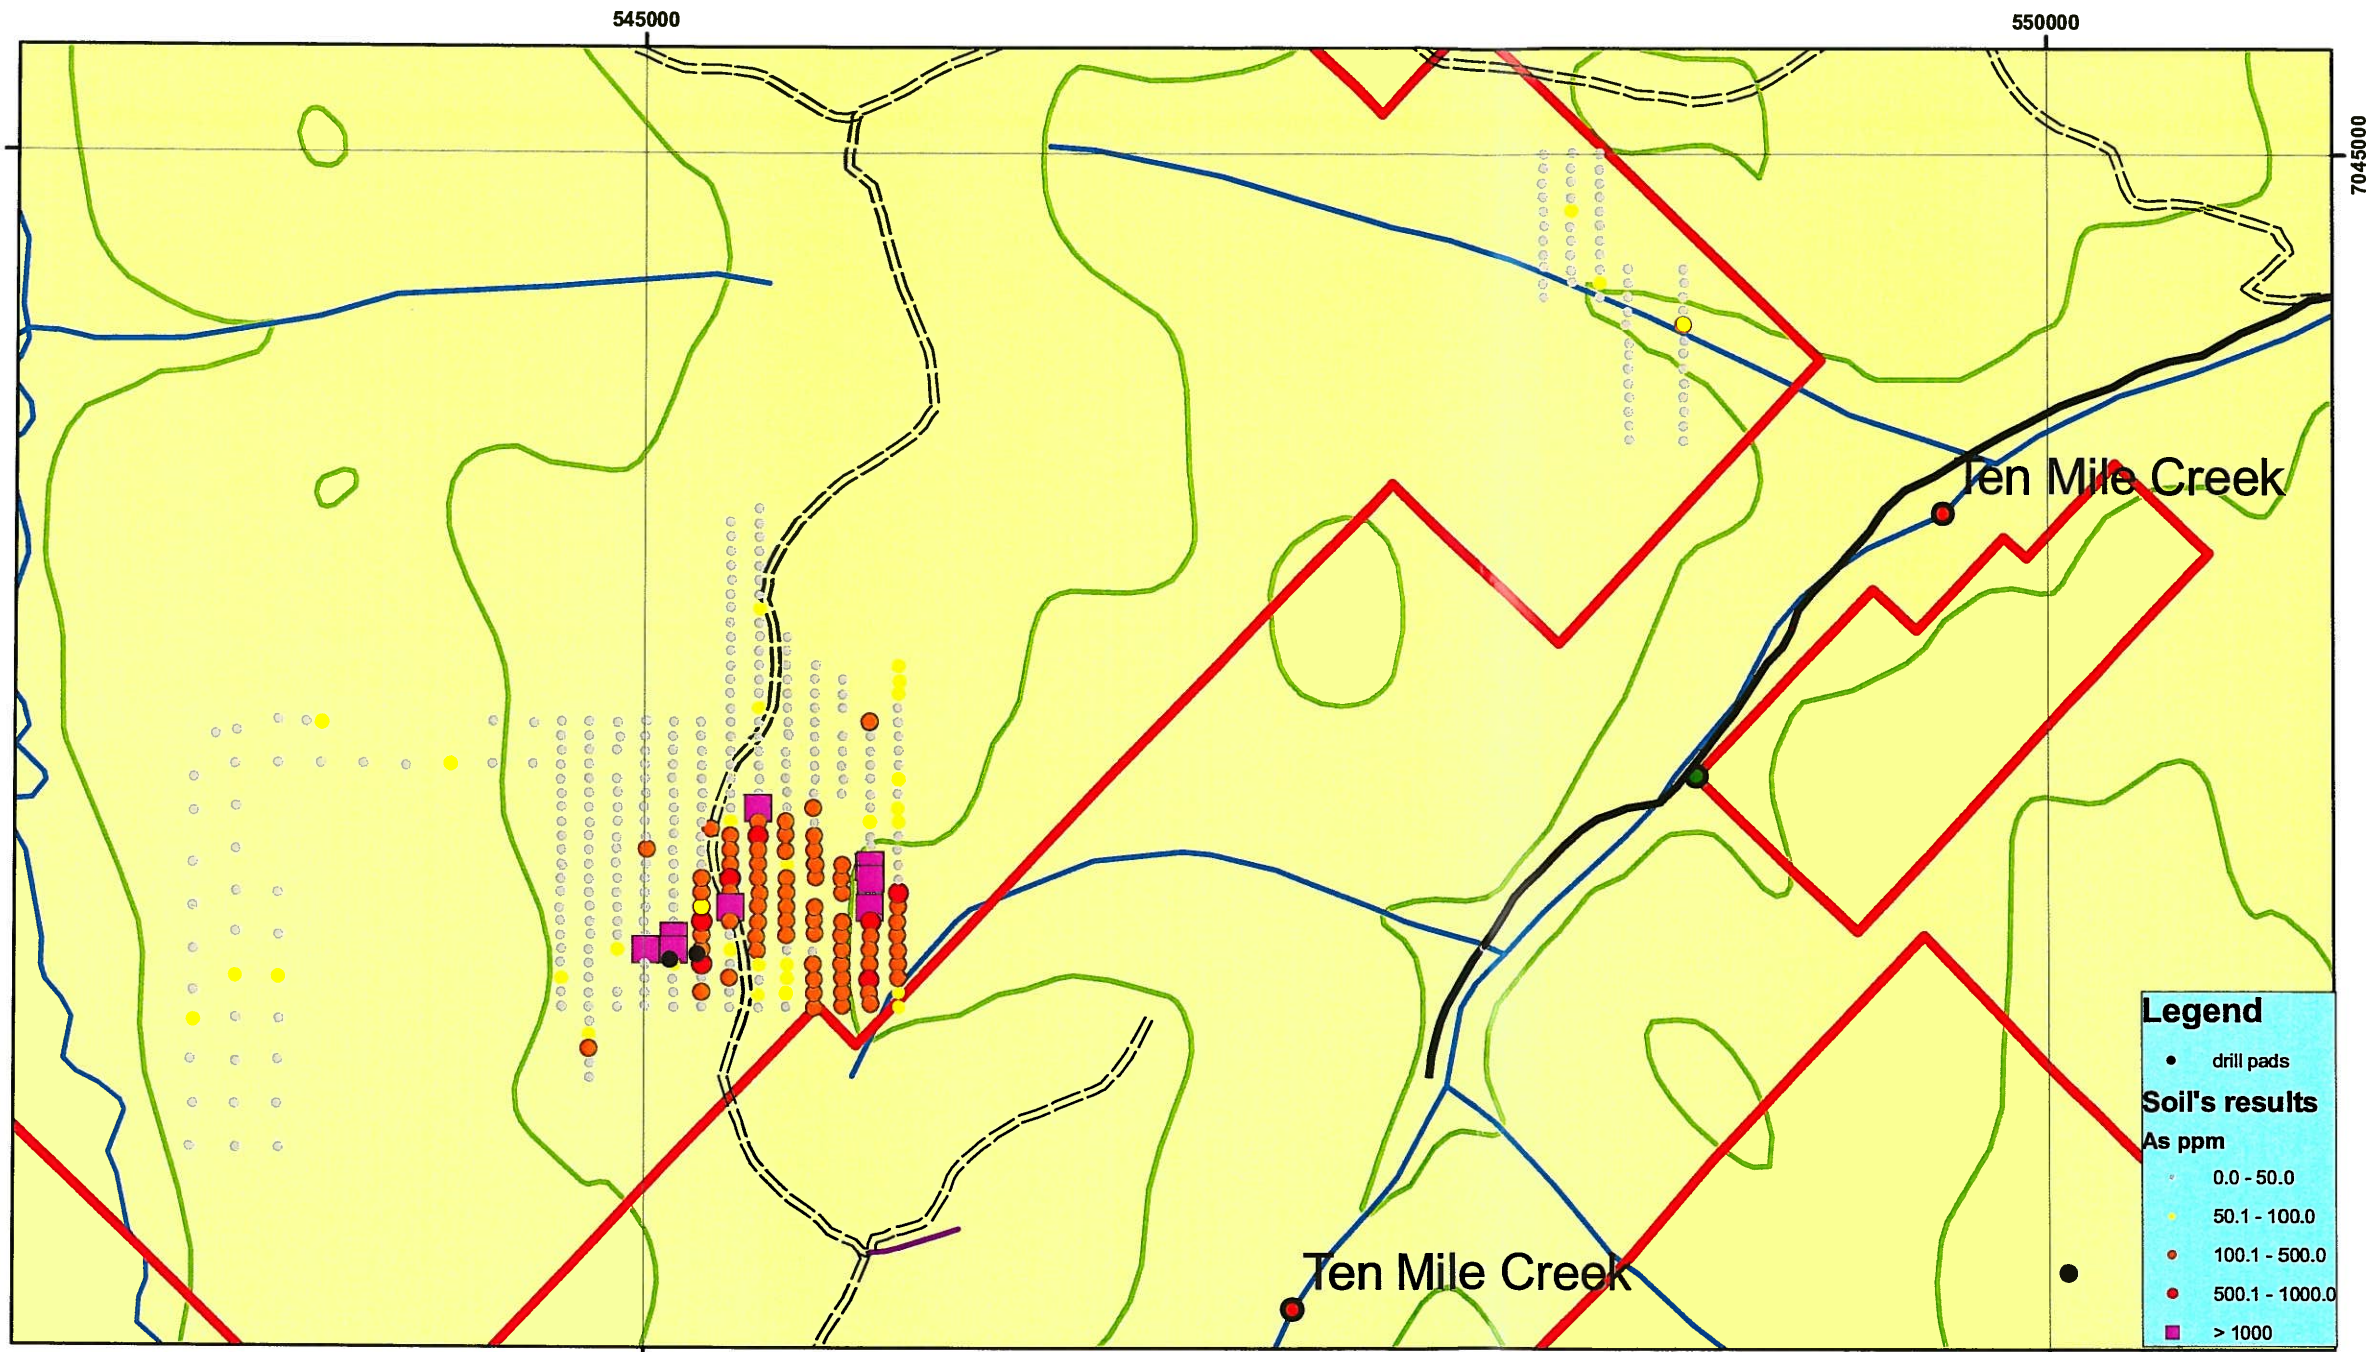 545000
550000
7045000
Ten Mile Creek
Ten Mile Creek
Legend
drill pads
Soil's results
As ppm
0.0 - 50.0
50.1 - 100.0
100.1 - 500.0
500.1 - 1000.0
> 1000